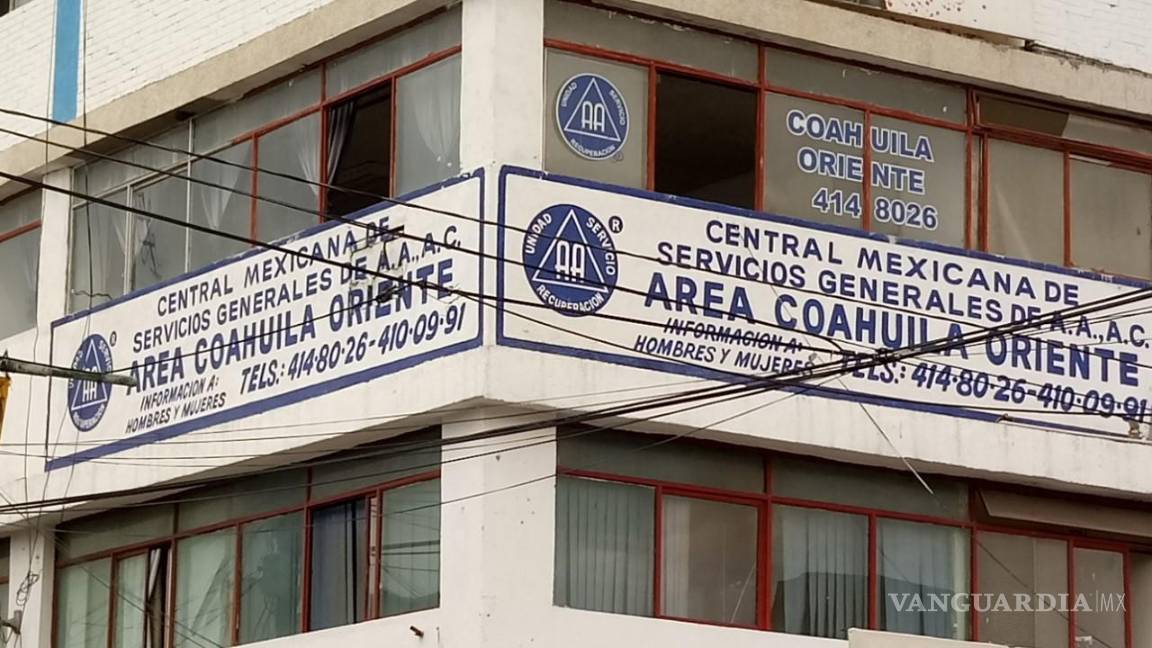 UNIDAD SERVICIO
AA
RECUPERACION
COAHUILA
ORIENTE
414 8026
CENTRAL MEXICANA DE
SERVICIOS GENERALES DE A.A., A.C.
AREA COAHUILA ORIENTE
INFORMACION A:
HOMBRES Y MUJERES
TELS.: 414-80-26-410-09-91
AA
®
UNIDAD SERVICIO
AA
RECUPERACION
®
CENTRAL MEXICANA DE
SERVICIOS GENERALES DE A.A., A.C.
AREA COAHUILA ORIENTE
INFORMACION A:
HOMBRES Y MUJERES
TELS.: 414-80-26-410-09-91
VANGUARDIA|MX